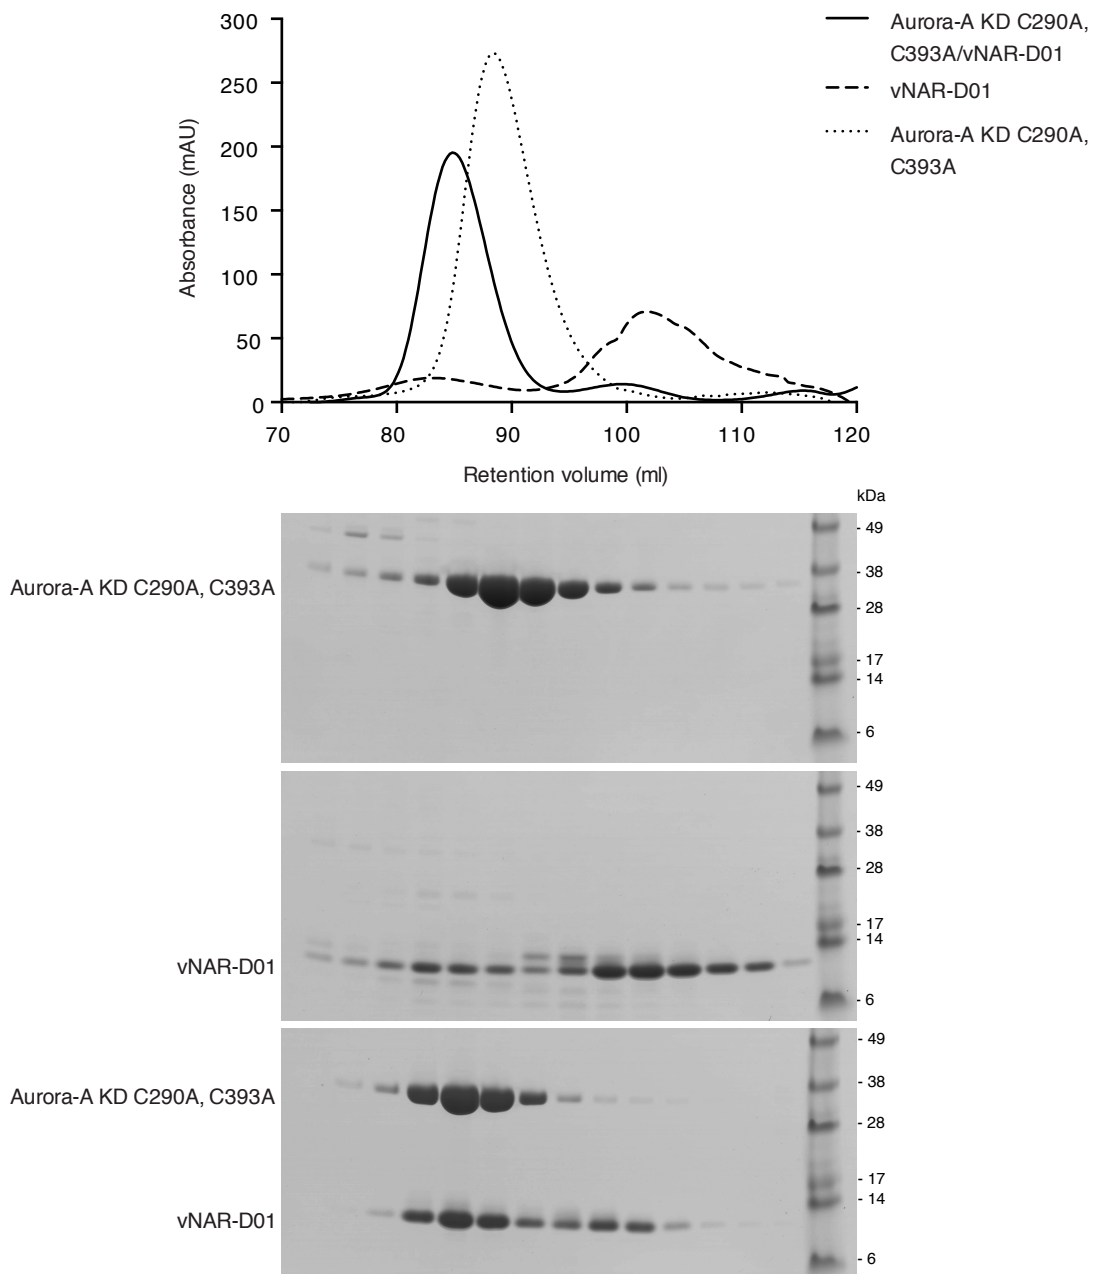 300
250
200
150
100
50
0
Absorbance (mAU)
70 80 90 100 110 120
Retention volume (ml)
Aurora-A KD C290A,
C393A/vNAR-D01
vNAR-D01
Aurora-A KD C290A,
C393A
kDa
Aurora-A KD C290A, C393A
- 49
- 38
- 28
- 17
- 14
- 6
vNAR-D01
- 49
- 38
- 28
- 17
- 14
- 6
Aurora-A KD C290A, C393A
vNAR-D01
- 49
- 38
- 28
- 17
- 14
- 6